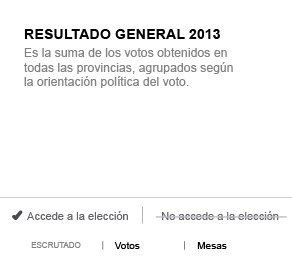 RESULTADO GENERAL 2013
Es la suma de los votos obtenidos en
todas las provincias, agrupados según
la orientación política del voto.
✔ Accede a la elección | No accede a la elección
ESCRUTADO | Votos | Mesas